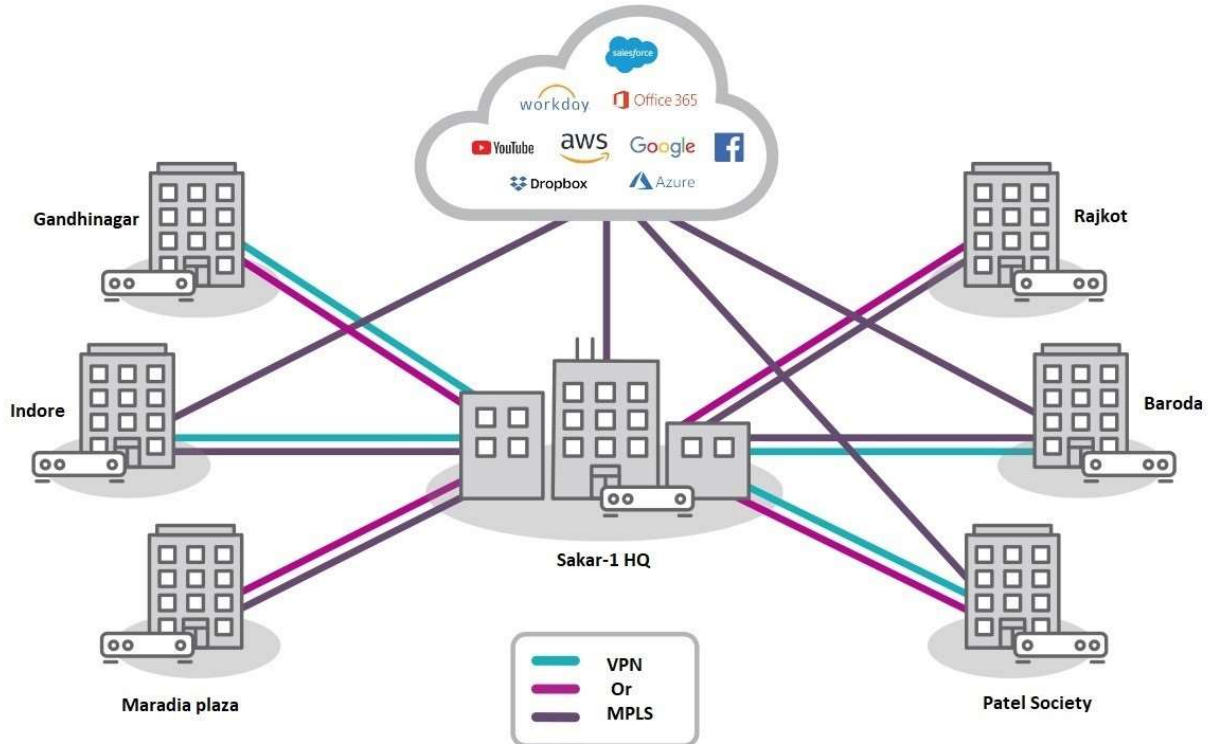 salesforce
workday
Office 365
YouTube
aws
Google
f
Dropbox
Azure
Gandhinagar
Rajkot
Indore
Baroda
Sakar-1 HQ
Maradia plaza
Patel Society
VPN
Or
MPLS